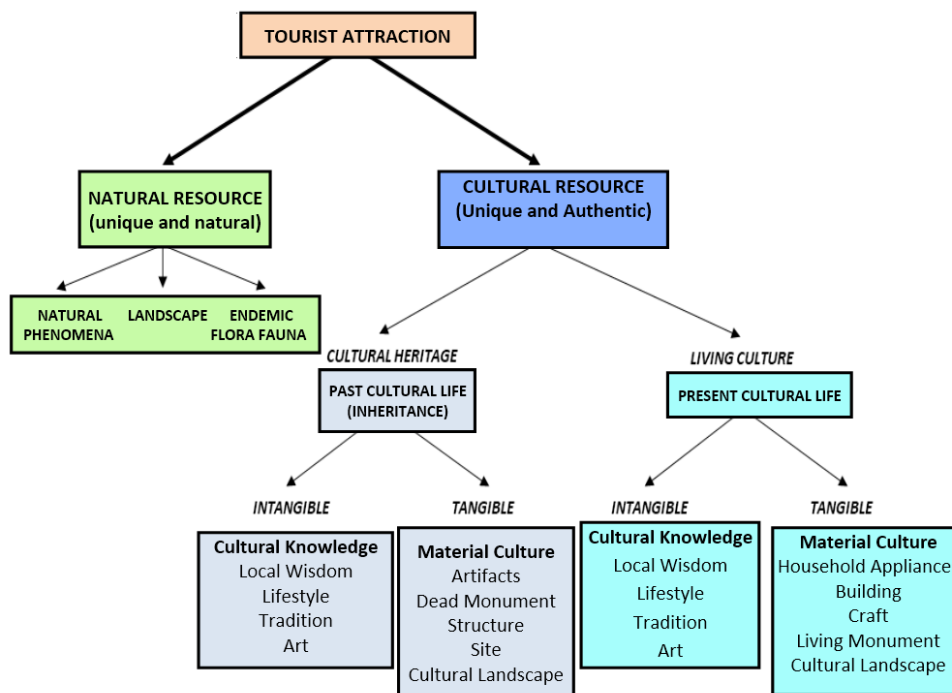 TOURIST ATTRACTION
NATURAL RESOURCE
(unique and natural)
CULTURAL RESOURCE
(Unique and Authentic)
NATURAL
PHENOMENA
LANDSCAPE
ENDEMIC
FLORA FAUNA
CULTURAL HERITAGE
PAST CULTURAL LIFE
(INHERITANCE)
LIVING CULTURE
PRESENT CULTURAL LIFE
INTANGIBLE
Cultural Knowledge
Local Wisdom
Lifestyle
Tradition
Art
TANGIBLE
Material Culture
Artifacts
Dead Monument
Structure
Site
Cultural Landscape
INTANGIBLE
Cultural Knowledge
Local Wisdom
Lifestyle
Tradition
Art
TANGIBLE
Material Culture
Household Appliance
Building
Craft
Living Monument
Cultural Landscape